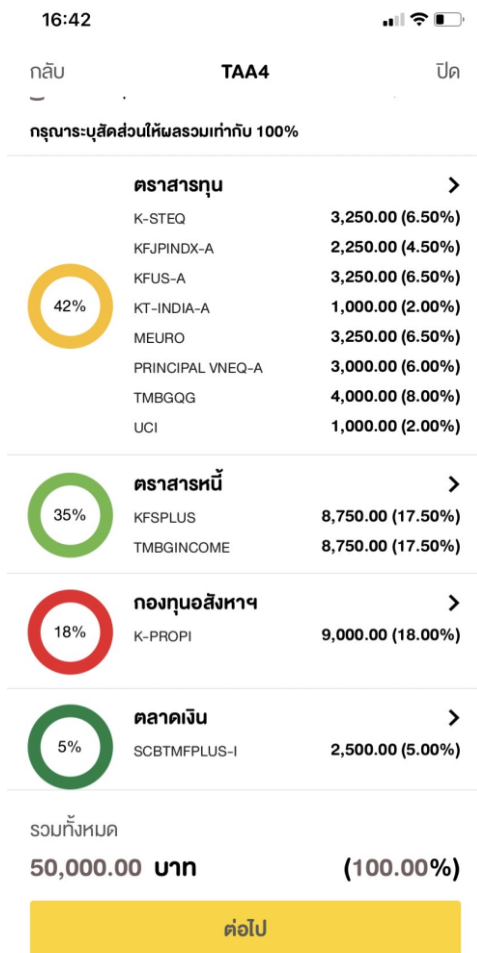 16:42
กลับ TAA4 ปิด
กรุณาระบุสัดส่วนให้ผลรวมเท่ากับ 100%
ตราสารทุน
K-STEQ 3,250.00 (6.50%)
KFJPINDX-A 2,250.00 (4.50%)
KFUS-A 3,250.00 (6.50%)
42% KT-INDIA-A 1,000.00 (2.00%)
MEURO 3,250.00 (6.50%)
PRINCIPAL VNEQ-A 3,000.00 (6.00%)
TMBGQG 4,000.00 (8.00%)
UCI 1,000.00 (2.00%)
ตราสารหนี้
35% KFSPLUS 8,750.00 (17.50%)
TMBGINCOME 8,750.00 (17.50%)
กองทุนอสังหาฯ
18% K-PROPI 9,000.00 (18.00%)
ตลาดเงิน
5% SCBTMFPLUS-I 2,500.00 (5.00%)
รวมทั้งหมด
50,000.00 บาท (100.00%)
ต่อไป